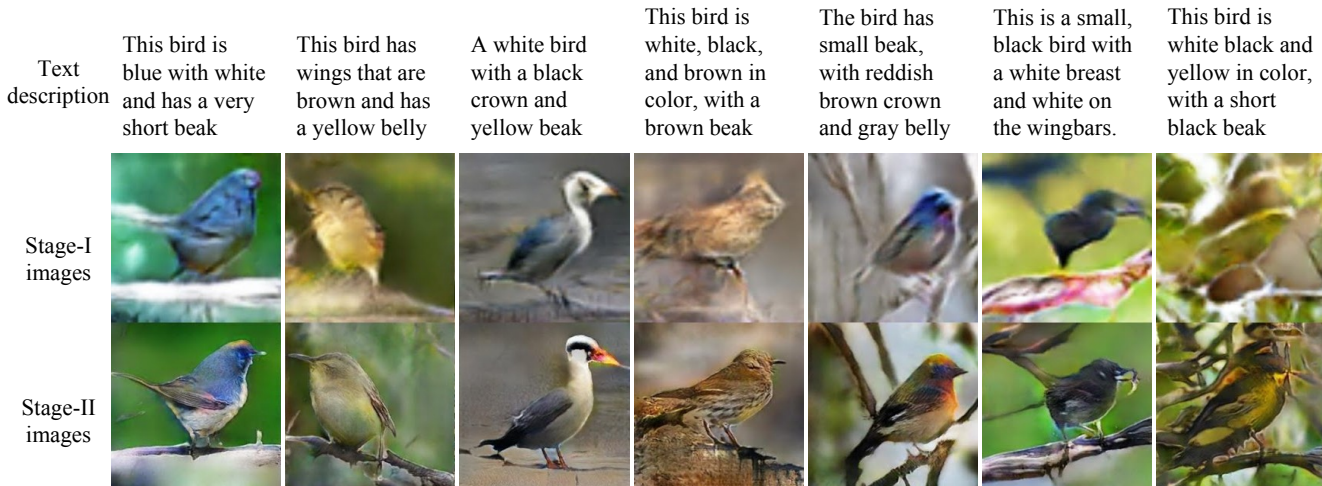 Text
description
This bird is
blue with white
and has a very
short beak
This bird has
wings that are
brown and has
a yellow belly
A white bird
with a black
crown and
yellow beak
This bird is
white, black,
and brown in
color, with a
brown beak
The bird has
small beak,
with reddish
brown crown
and gray belly
This is a small,
black bird with
a white breast
and white on
the wingbars.
This bird is
white black and
yellow in color,
with a short
black beak
Stage-I
images
Stage-II
images